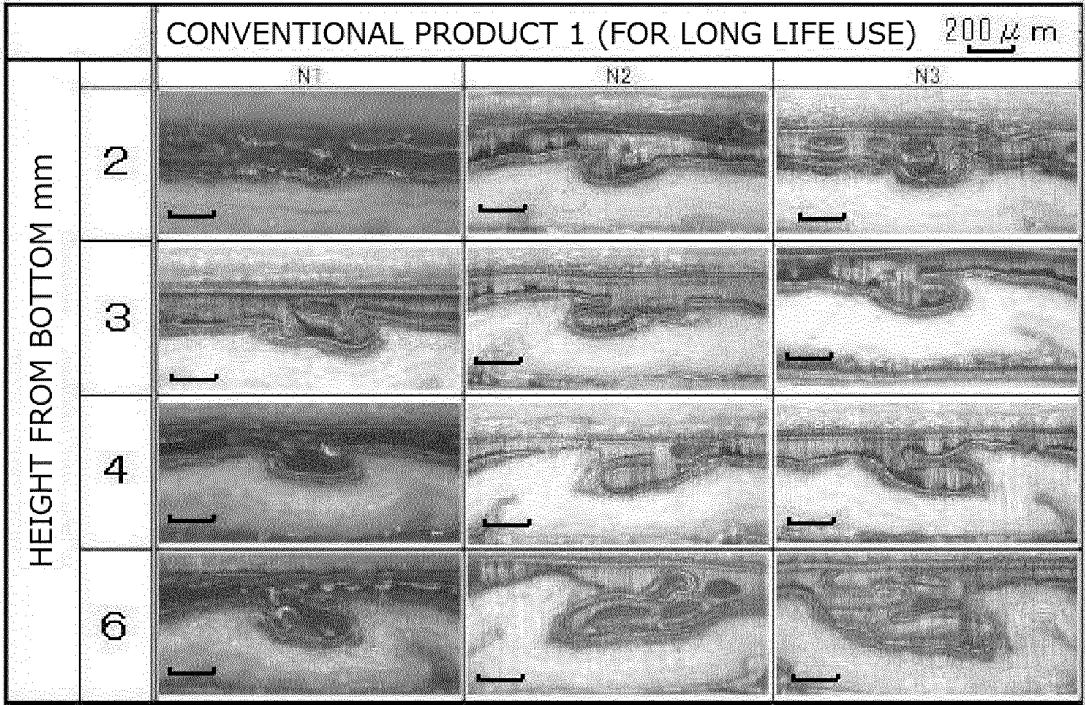 CONVENTIONAL PRODUCT 1 (FOR LONG LIFE USE) 200 μ m
N1 N2 N3
HEIGHT FROM BOTTOM mm
2
3
4
6